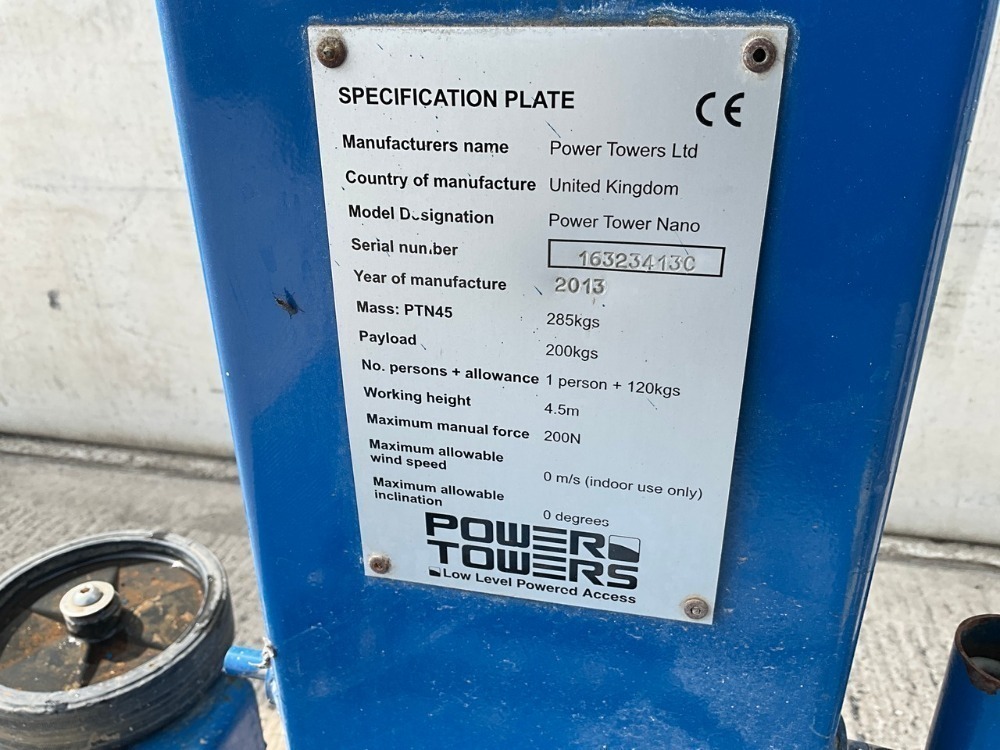 SPECIFICATION PLATE
CE
Manufacturers name Power Towers Ltd
Country of manufacture United Kingdom
Model Designation Power Tower Nano
Serial number 163234130
Year of manufacture 2013
Mass: PTN45 285kgs
Payload 200kgs
No. persons + allowance 1 person + 120kgs
Working height 4.5m
Maximum manual force 200N
Maximum allowable
wind speed 0 m/s (indoor use only)
Maximum allowable
inclination 0 degrees
POWER
TOWERS
Low Level Powered Access